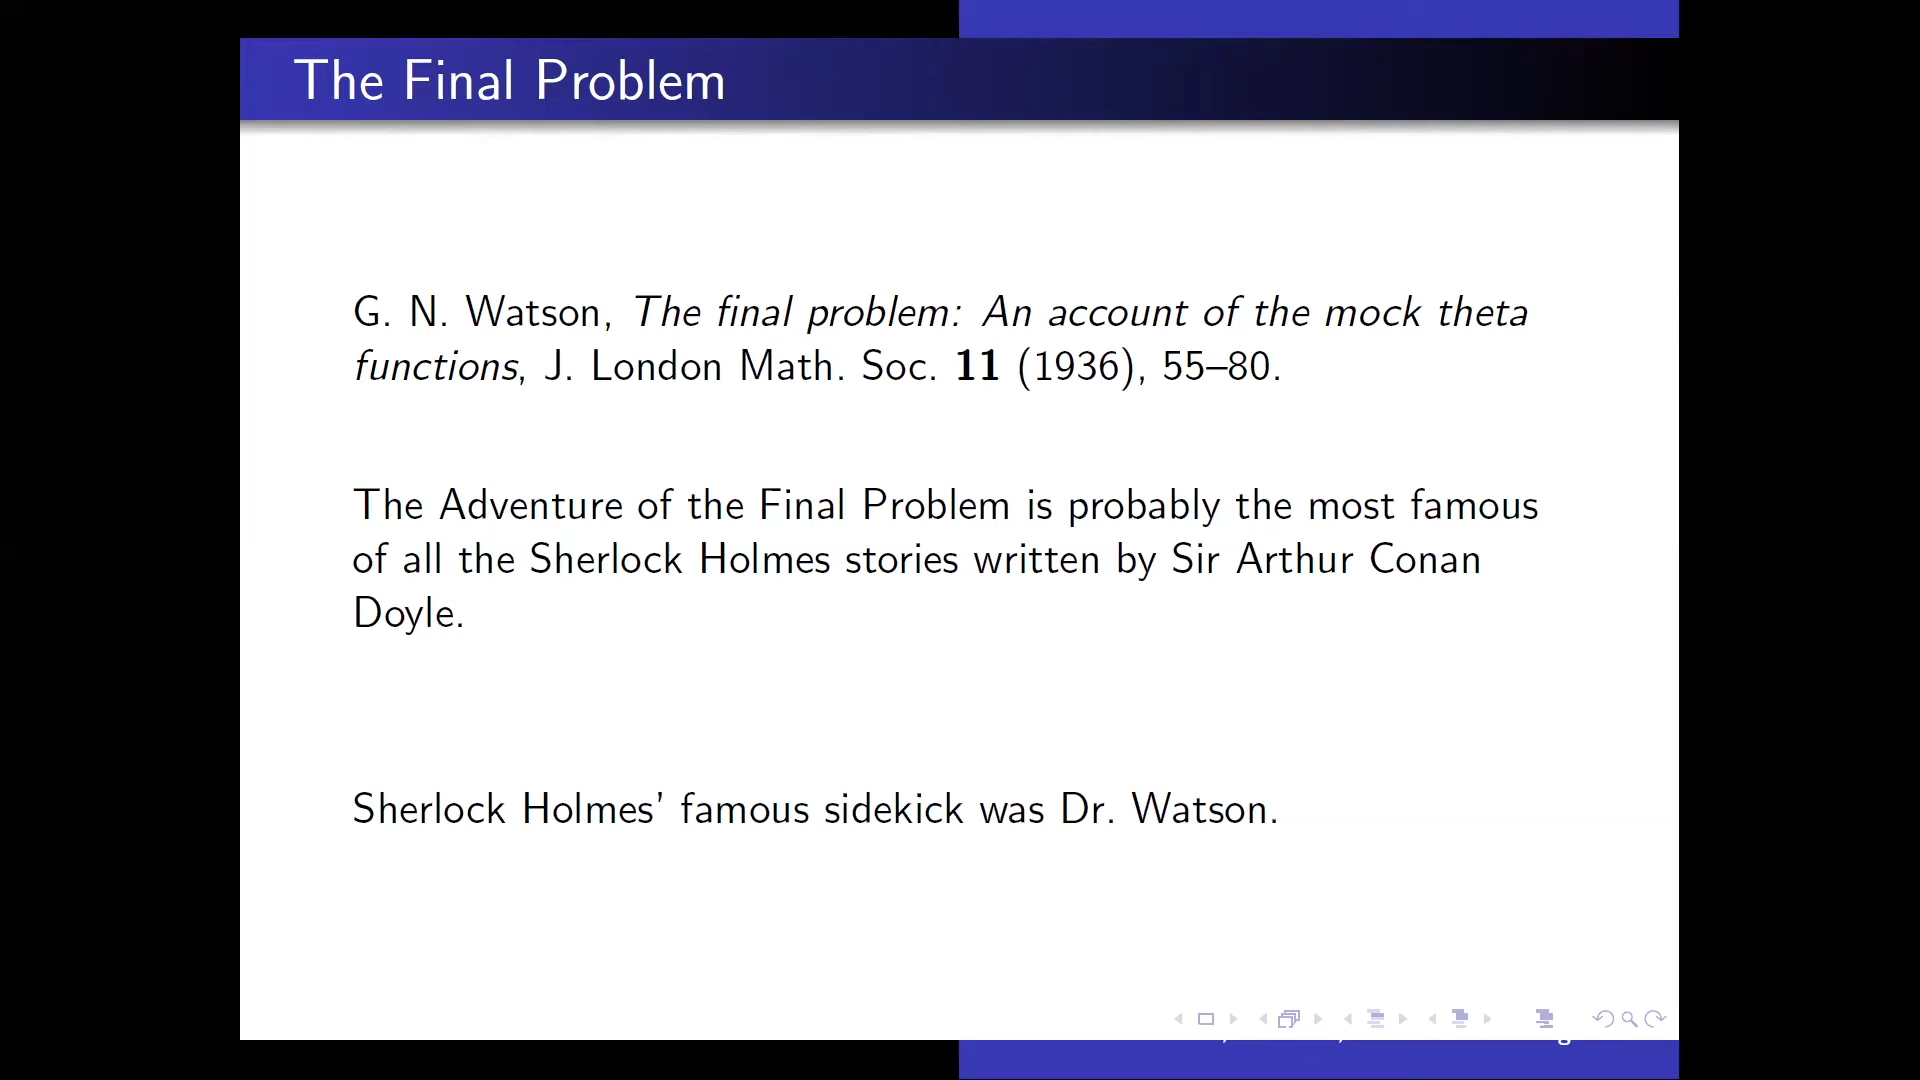 The Final Problem
G. N. Watson, The final problem: An account of the mock theta
functions, J. London Math. Soc. 11 (1936), 55–80.
The Adventure of the Final Problem is probably the most famous
of all the Sherlock Holmes stories written by Sir Arthur Conan
Doyle.
Sherlock Holmes’ famous sidekick was Dr. Watson.